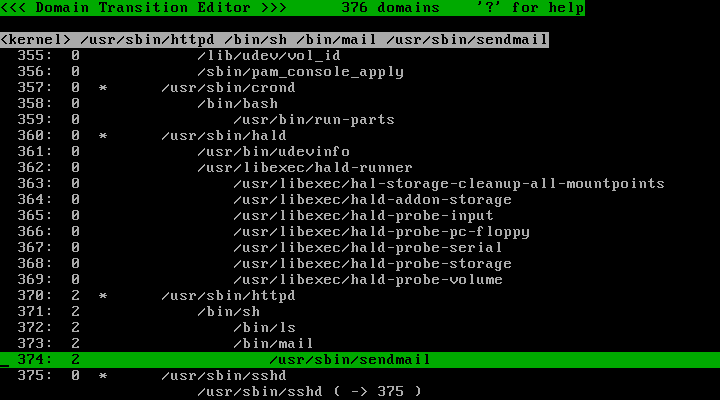 <<< Domain Transition Editor >>>      376 domains    '?' for help
<kernel> /usr/sbin/httpd /bin/sh /bin/mail /usr/sbin/sendmail
  355:  0             /lib/udev/vol_id
  356:  0             /sbin/pam_console_apply
  357:  0  *      /usr/sbin/crond
  358:  0             /bin/bash
  359:  0                 /usr/bin/run-parts
  360:  0  *      /usr/sbin/hald
  361:  0             /usr/bin/udevinfo
  362:  0             /usr/libexec/hald-runner
  363:  0                 /usr/libexec/hal-storage-cleanup-all-mountpoints
  364:  0                 /usr/libexec/hald-addon-storage
  365:  0                 /usr/libexec/hald-probe-input
  366:  0                 /usr/libexec/hald-probe-pc-floppy
  367:  0                 /usr/libexec/hald-probe-serial
  368:  0                 /usr/libexec/hald-probe-storage
  369:  0                 /usr/libexec/hald-probe-volume
  370:  2  *      /usr/sbin/httpd
  371:  2             /bin/sh
  372:  2                 /bin/ls
  373:  2                 /bin/mail
_ 374:  2                     /usr/sbin/sendmail
  375:  0  *      /usr/sbin/sshd
                      /usr/sbin/sshd ( -> 375 )